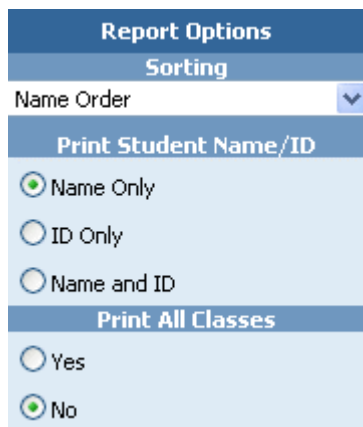 Report Options
Sorting
Name Order
Print Student Name/ID
Name Only
ID Only
Name and ID
Print All Classes
Yes
No